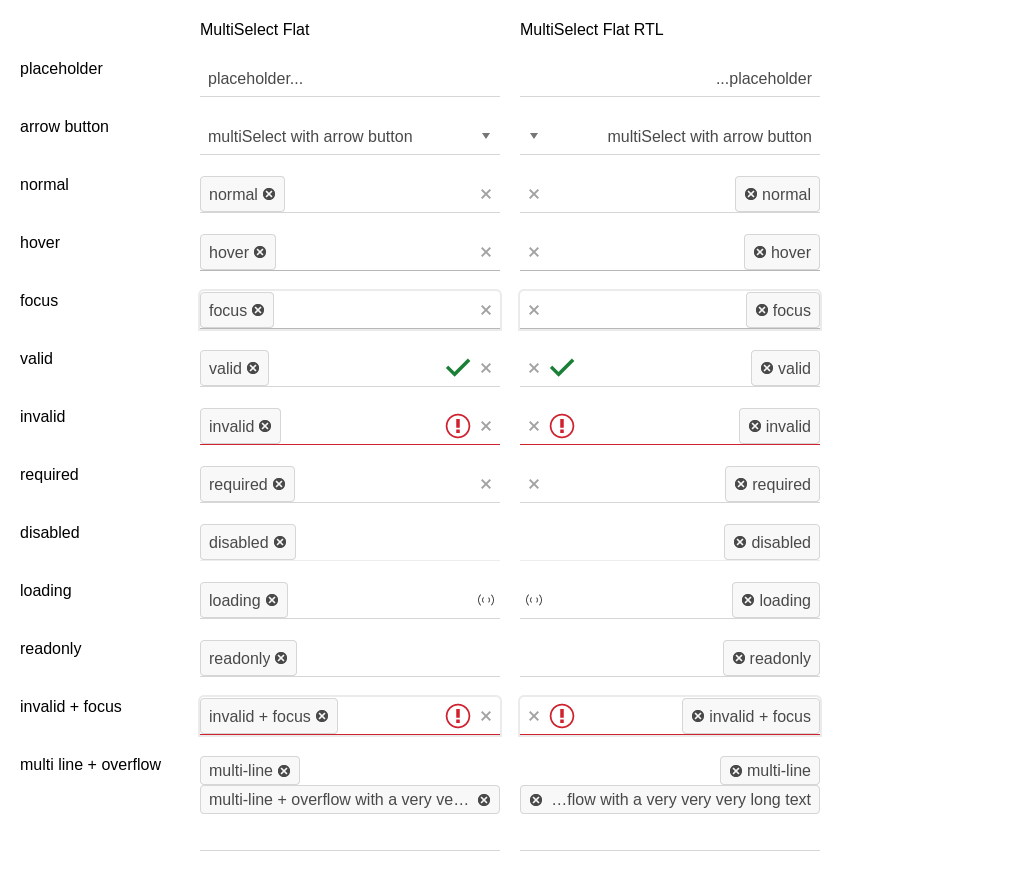 MultiSelect Flat MultiSelect Flat RTL
placeholder placeholder... ...placeholder
arrow button multiSelect with arrow button multiSelect with arrow button
normal normal normal
hover hover hover
focus focus focus
valid valid valid
invalid invalid invalid
required required required
disabled disabled disabled
loading loading loading
readonly readonly readonly
invalid + focus invalid + focus invalid + focus
multi line + overflow multi-line multi-line
multi-line + overflow with a very ve... ...flow with a very very very long text